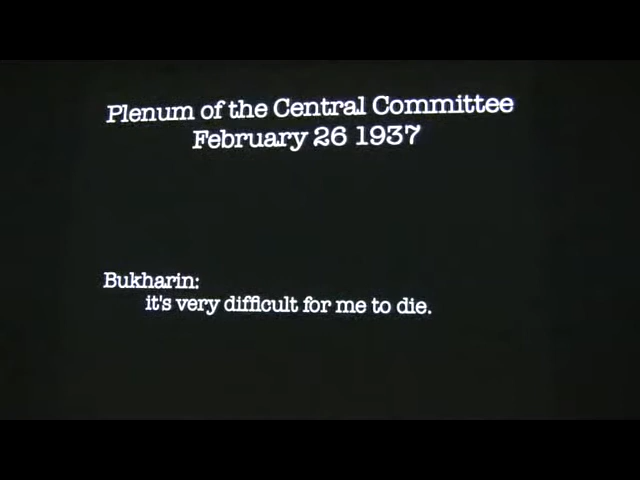 Plenum of the Central Committee
February 26 1937
Bukharin:
it's very difficult for me to die.